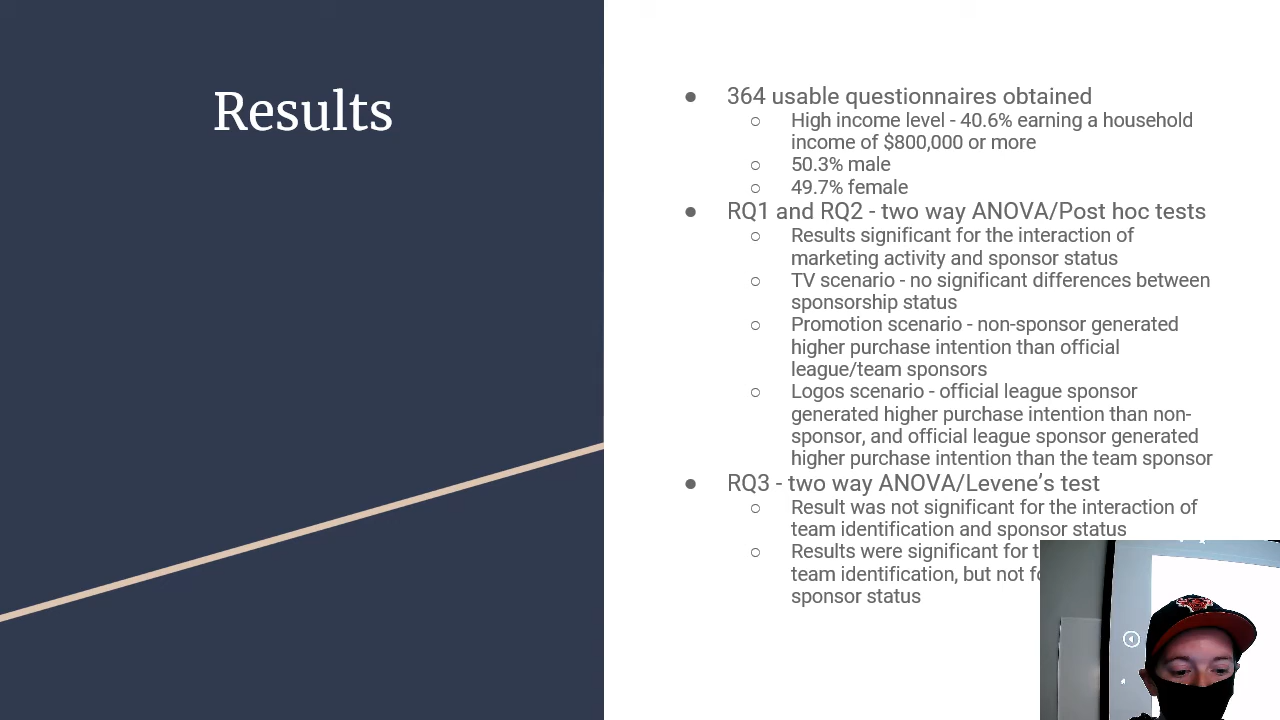 Results
● 364 usable questionnaires obtained
○ High income level - 40.6% earning a household
income of $800,000 or more
○ 50.3% male
○ 49.7% female
● RQ1 and RQ2 - two way ANOVA/Post hoc tests
○ Results significant for the interaction of
marketing activity and sponsor status
○ TV scenario - no significant differences between
sponsorship status
○ Promotion scenario - non-sponsor generated
higher purchase intention than official
league/team sponsors
○ Logos scenario - official league sponsor
generated higher purchase intention than non-
sponsor, and official league sponsor generated
higher purchase intention than the team sponsor
● RQ3 - two way ANOVA/Levene’s test
○ Result was not significant for the interaction of
team identification and sponsor status
○ Results were significant for
team identification, but not
sponsor status